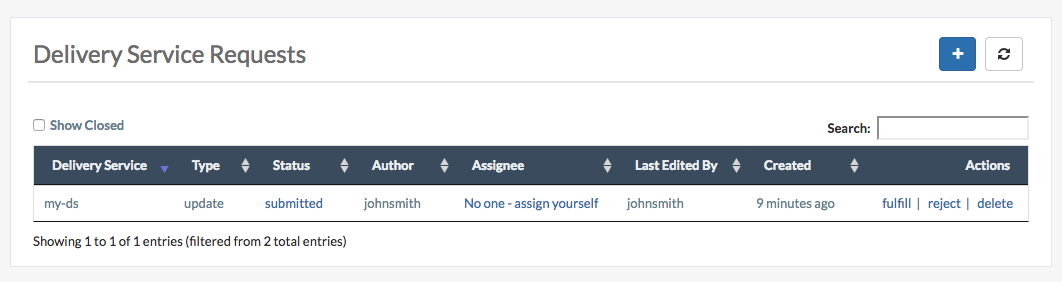 Delivery Service Requests
Show Closed
Search:
Delivery Service Type Status Author Assignee Last Edited By Created Actions
my-ds update submitted johnsmith No one - assign yourself johnsmith 9 minutes ago fulfill | reject | delete
Showing 1 to 1 of 1 entries (filtered from 2 total entries)